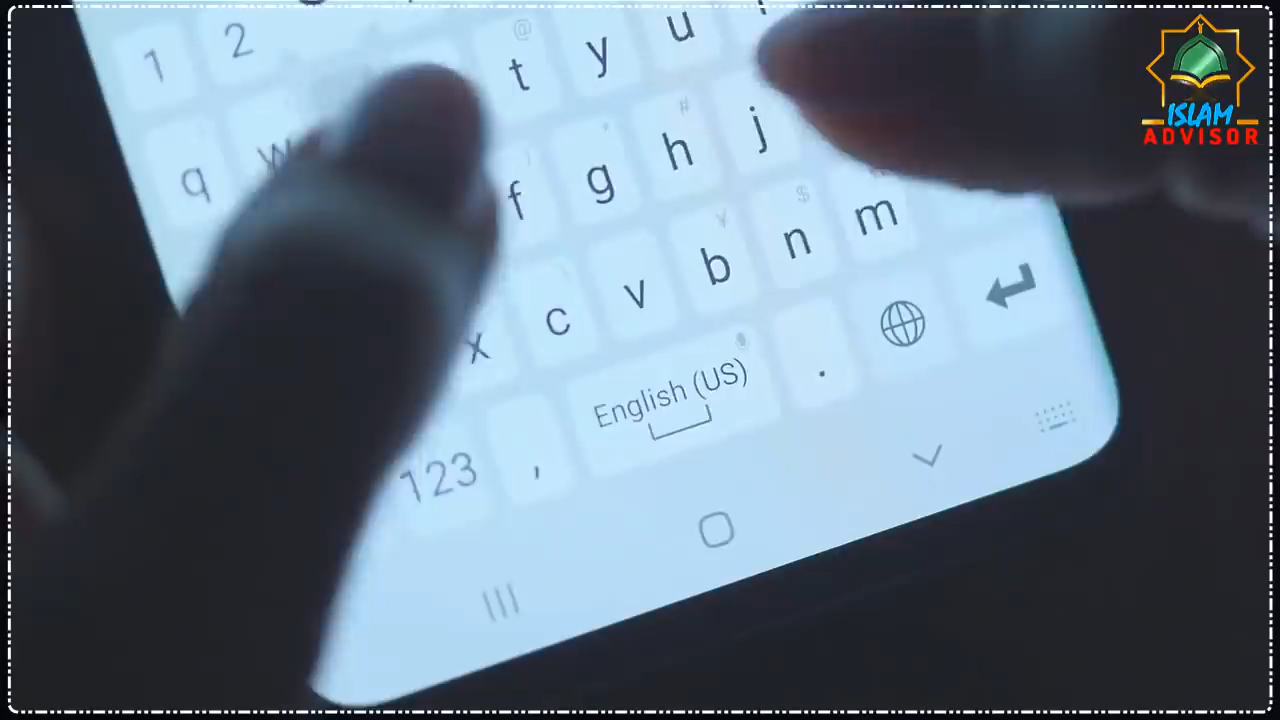 1 2
@
q w t y u
#
f g h j
¥ $
x c v b n m
123 , English (US) .
ISLAM
ADVISOR